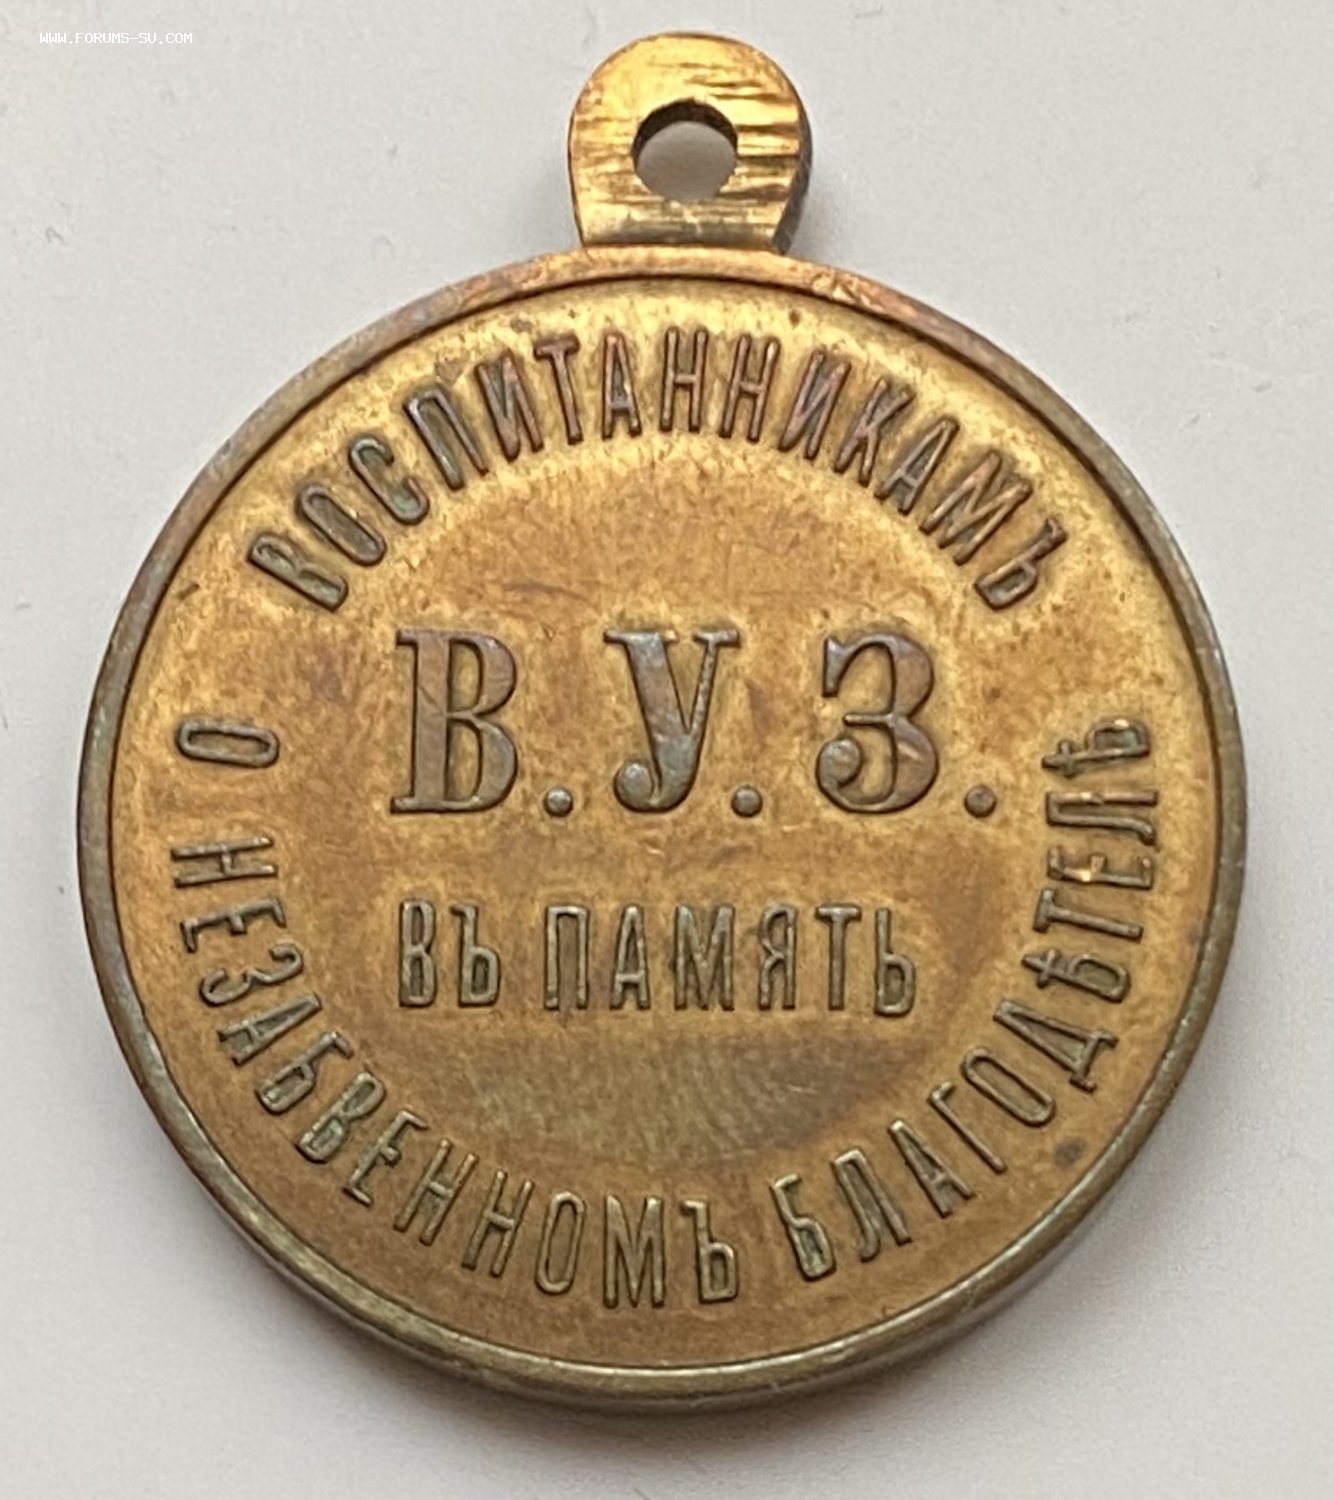 WWW.FORUMS-SU.COM
ВОСПИТАННИКАМЪ
В.У.З.
ВЪ ПАМЯТЬ
О НЕЗАБВЕННОМЪ БЛАГОДѢТЕЛѢ